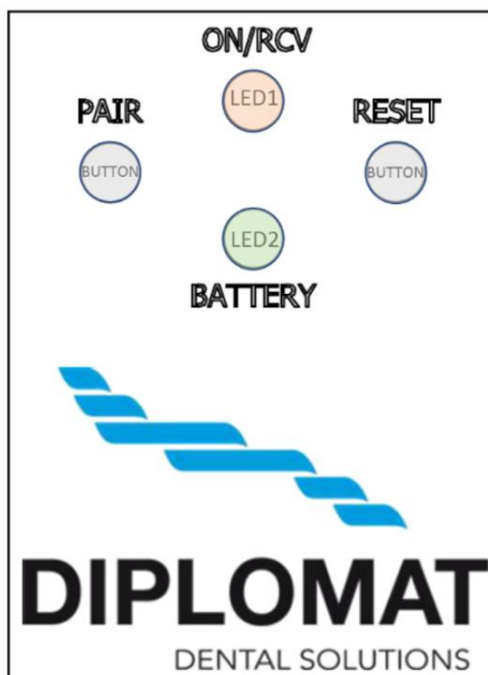 ON/RCV
LED1
PAIR
RESET
BUTTON
BUTTON
LED2
BATTERY
DIPLOMAT
DENTAL SOLUTIONS